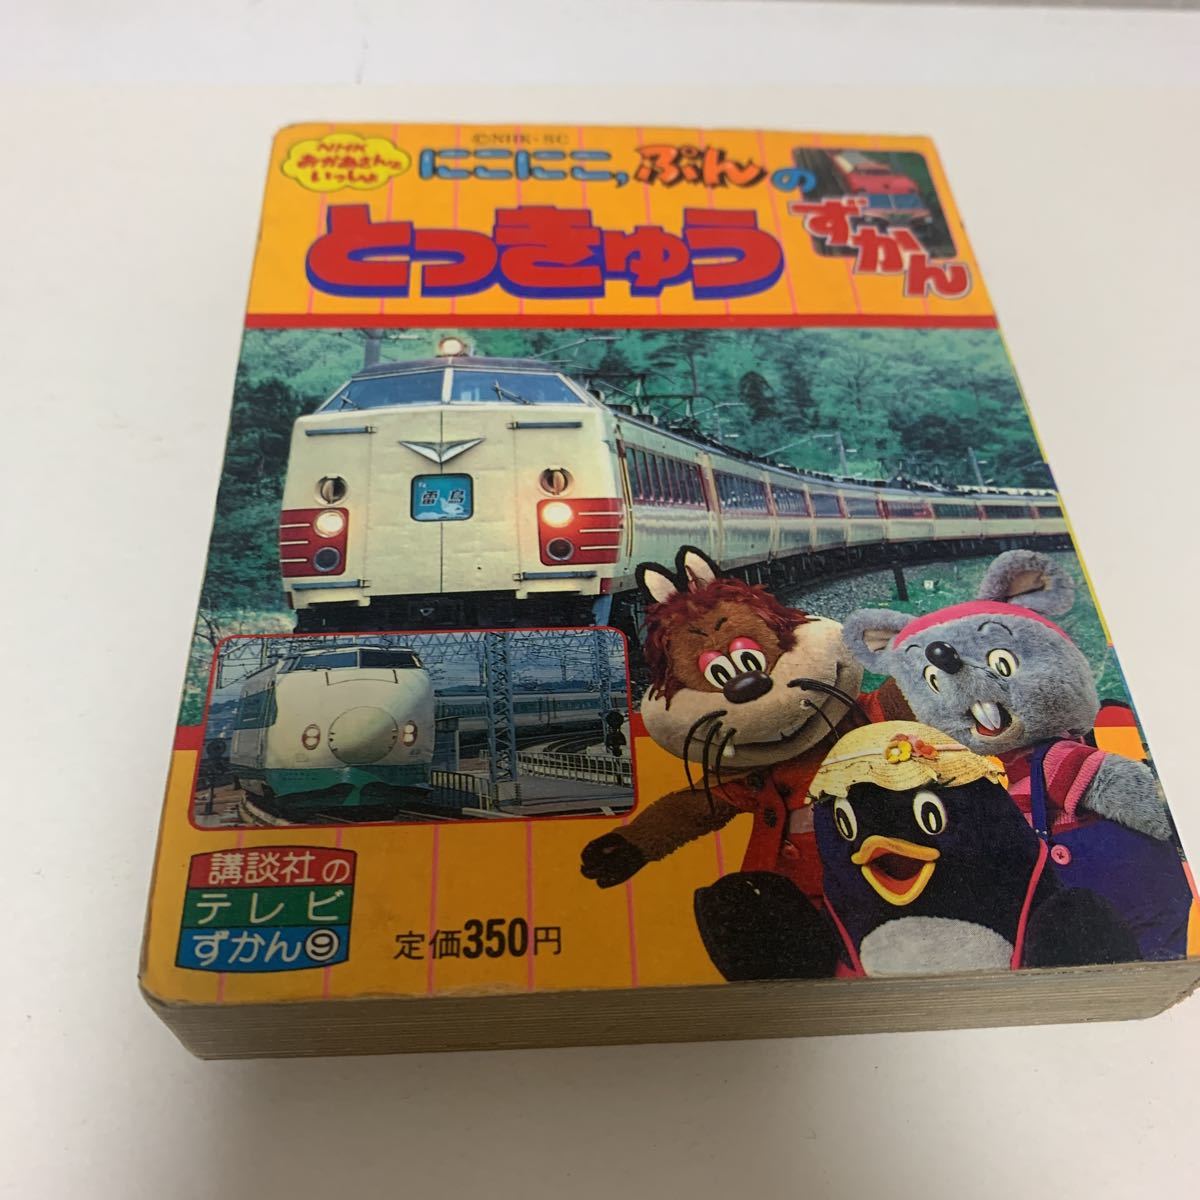 ©NHK・SC
NHK
おかあさんと
いっしょ
にこにこ,ぷんの
とっきゅう
ずかん
雷鳥
講談社の
テレビ
ずかん⑨
定価350円